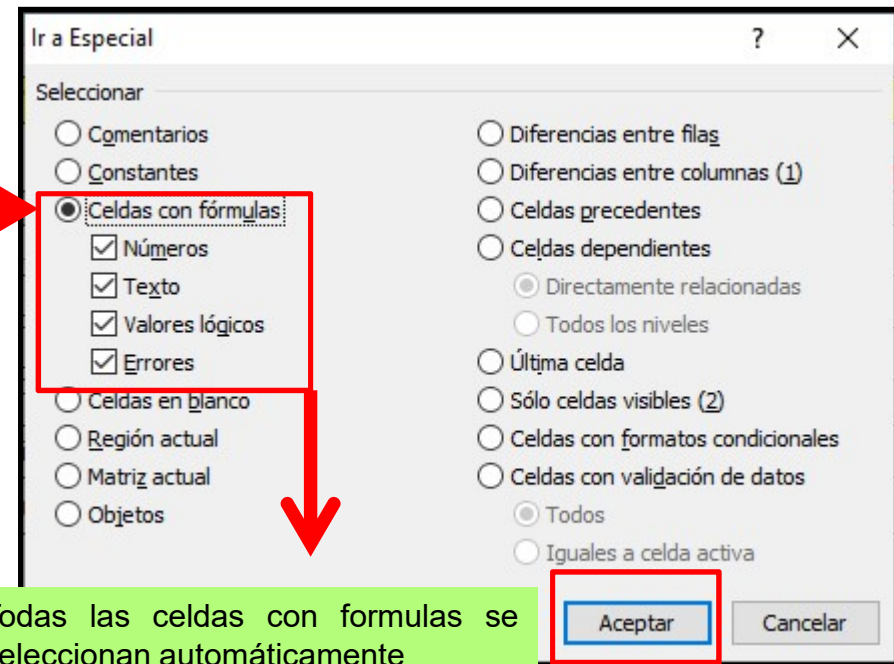 Ir a Especial ?
Seleccionar
Comentarios
Constantes
Celdas con fórmulas
Números
Texto
Valores lógicos
Errores
Celdas en blanco
Región actual
Matriz actual
Objetos
Diferencias entre filas
Diferencias entre columnas (1)
Celdas precedentes
Celdas dependientes
Directamente relacionadas
Todos los niveles
Última celda
Sólo celdas visibles (2)
Celdas con formatos condicionales
Celdas con validación de datos
Todos
Iguales a celda activa
Todas las celdas con formulas se
seleccionan automáticamente
Aceptar
Cancelar